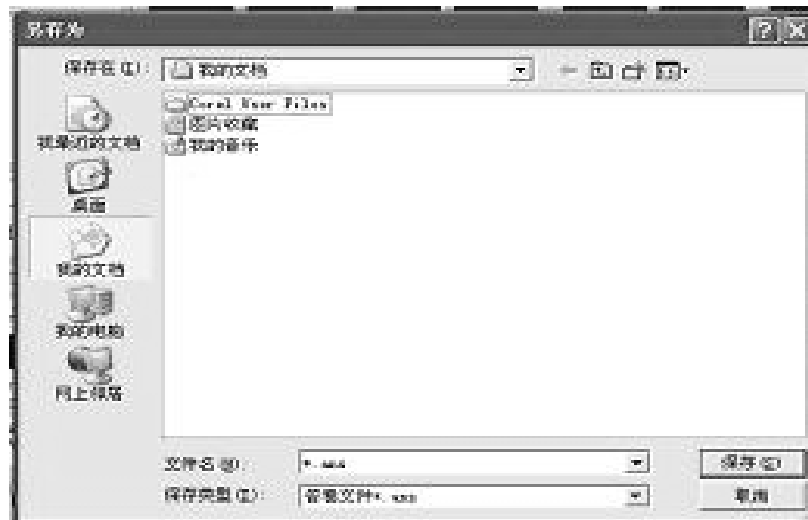 另存为
保存在(I):
我的文档
Corel User Files
图片收藏
我的音乐
我最近的文档
桌面
我的文档
我的电脑
网上邻居
文件名(N):
保存(S)
保存类型(T):
取消